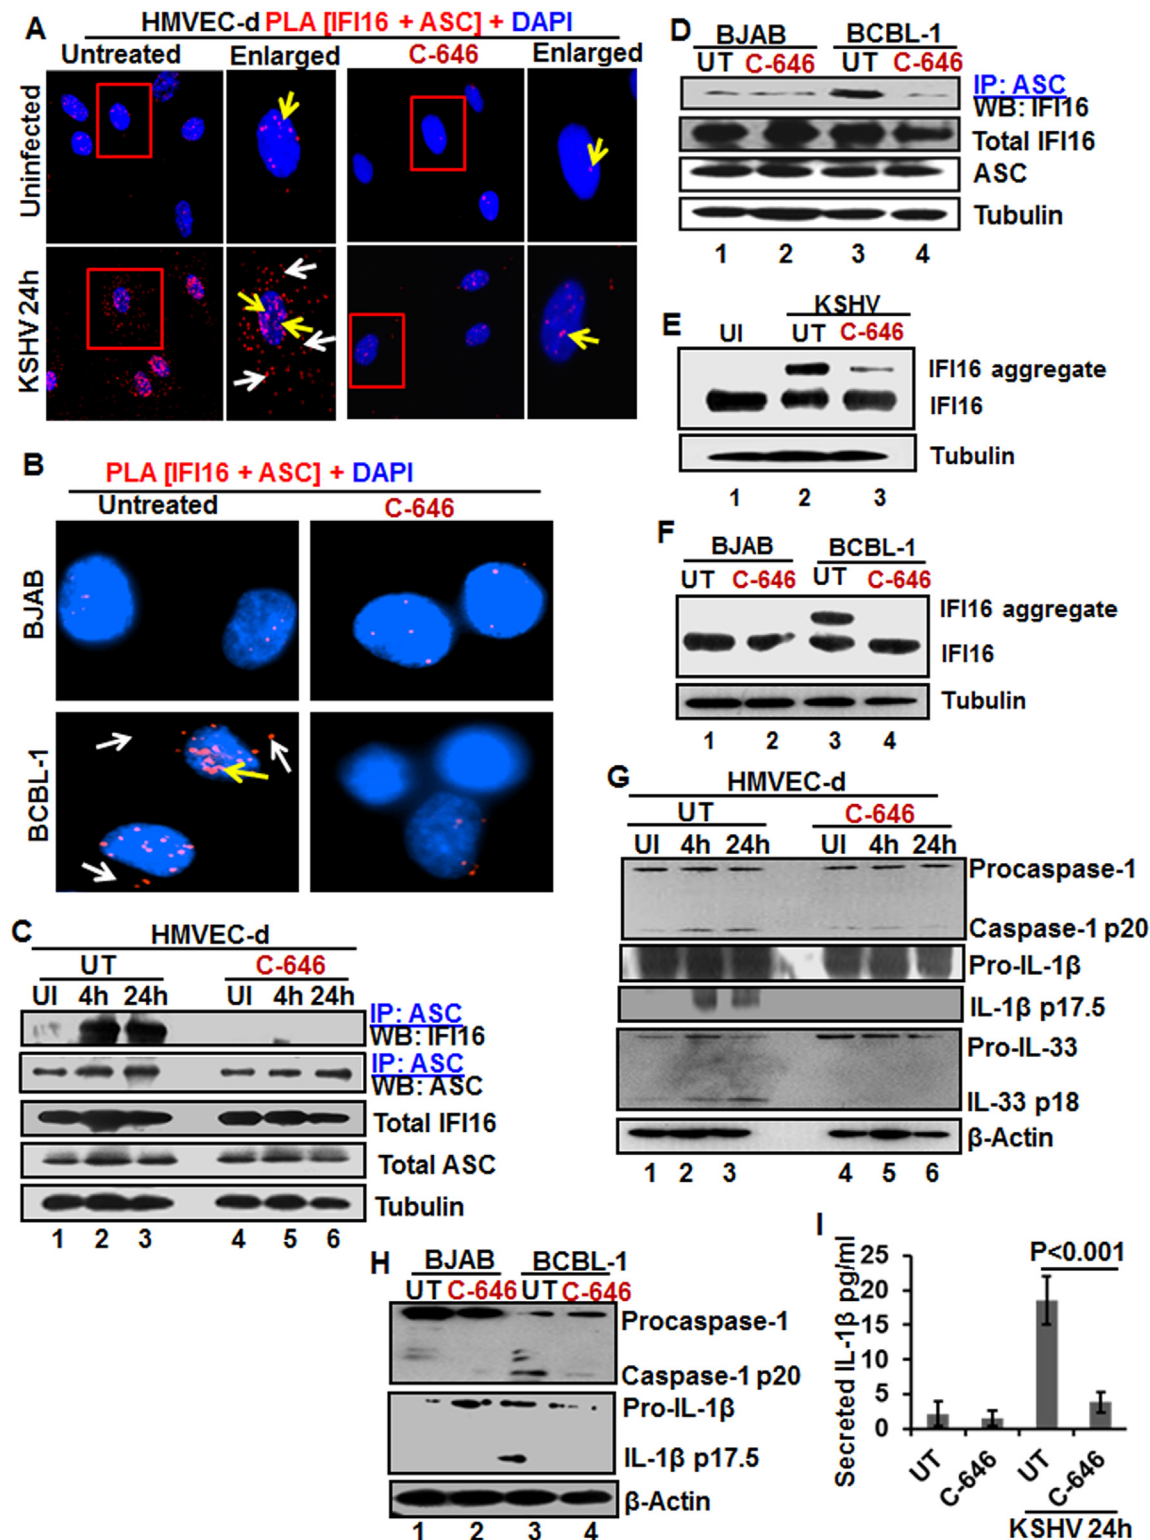 A
HMVEC-d PLA [IFI16 + ASC] + DAPI
Untreated Enlarged C-646 Enlarged
Uninfected
KSHV 24h
B
PLA [IFI16 + ASC] + DAPI
Untreated C-646
BJAB
BCBL-1
C
HMVEC-d
UT C-646
UI 4h 24h UI 4h 24h
IP: ASC
WB: IFI16
IP: ASC
WB: ASC
Total IFI16
Total ASC
Tubulin
1 2 3 4 5 6
D
BJAB BCBL-1
UT C-646 UT C-646
IP: ASC
WB: IFI16
Total IFI16
ASC
Tubulin
1 2 3 4
E
KSHV
UI UT C-646
IFI16 aggregate
IFI16
Tubulin
1 2 3
F
BJAB BCBL-1
UT C-646 UT C-646
IFI16 aggregate
IFI16
Tubulin
1 2 3 4
G
HMVEC-d
UT C-646
UI 4h 24h UI 4h 24h
Procaspase-1
Caspase-1 p20
Pro-IL-1β
IL-1β p17.5
Pro-IL-33
IL-33 p18
β-Actin
1 2 3 4 5 6
H
BJAB BCBL-1
UT C-646 UT C-646
Procaspase-1
Caspase-1 p20
Pro-IL-1β
IL-1β p17.5
β-Actin
1 2 3 4
I
Secreted IL-1β pg/ml
25
20
15
10
5
0
P<0.001
UT C-646 UT C-646
KSHV 24h